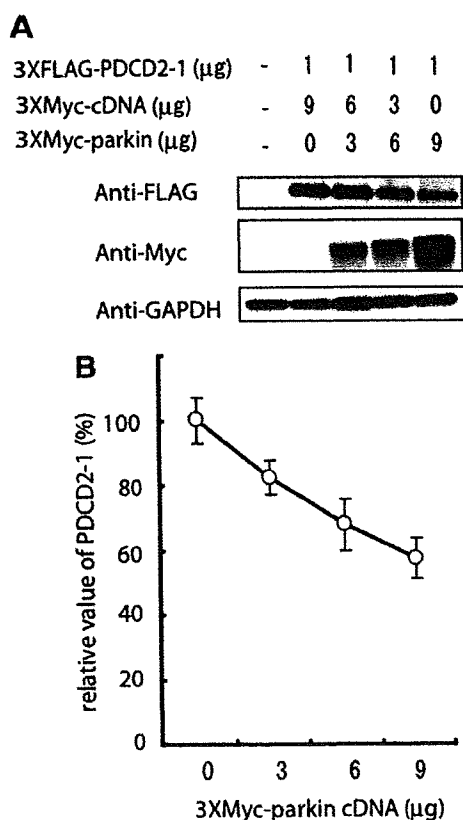 A
3XFLAG-PDCD2-1 (μg) - 1 1 1 1
3XMyc-cDNA (μg) - 9 6 3 0
3XMyc-parkin (μg) - 0 3 6 9
Anti-FLAG
Anti-Myc
Anti-GAPDH
B
relative value of PDCD2-1 (%)
100
80
60
40
20
0
0 3 6 9
3XMyc-parkin cDNA (μg)